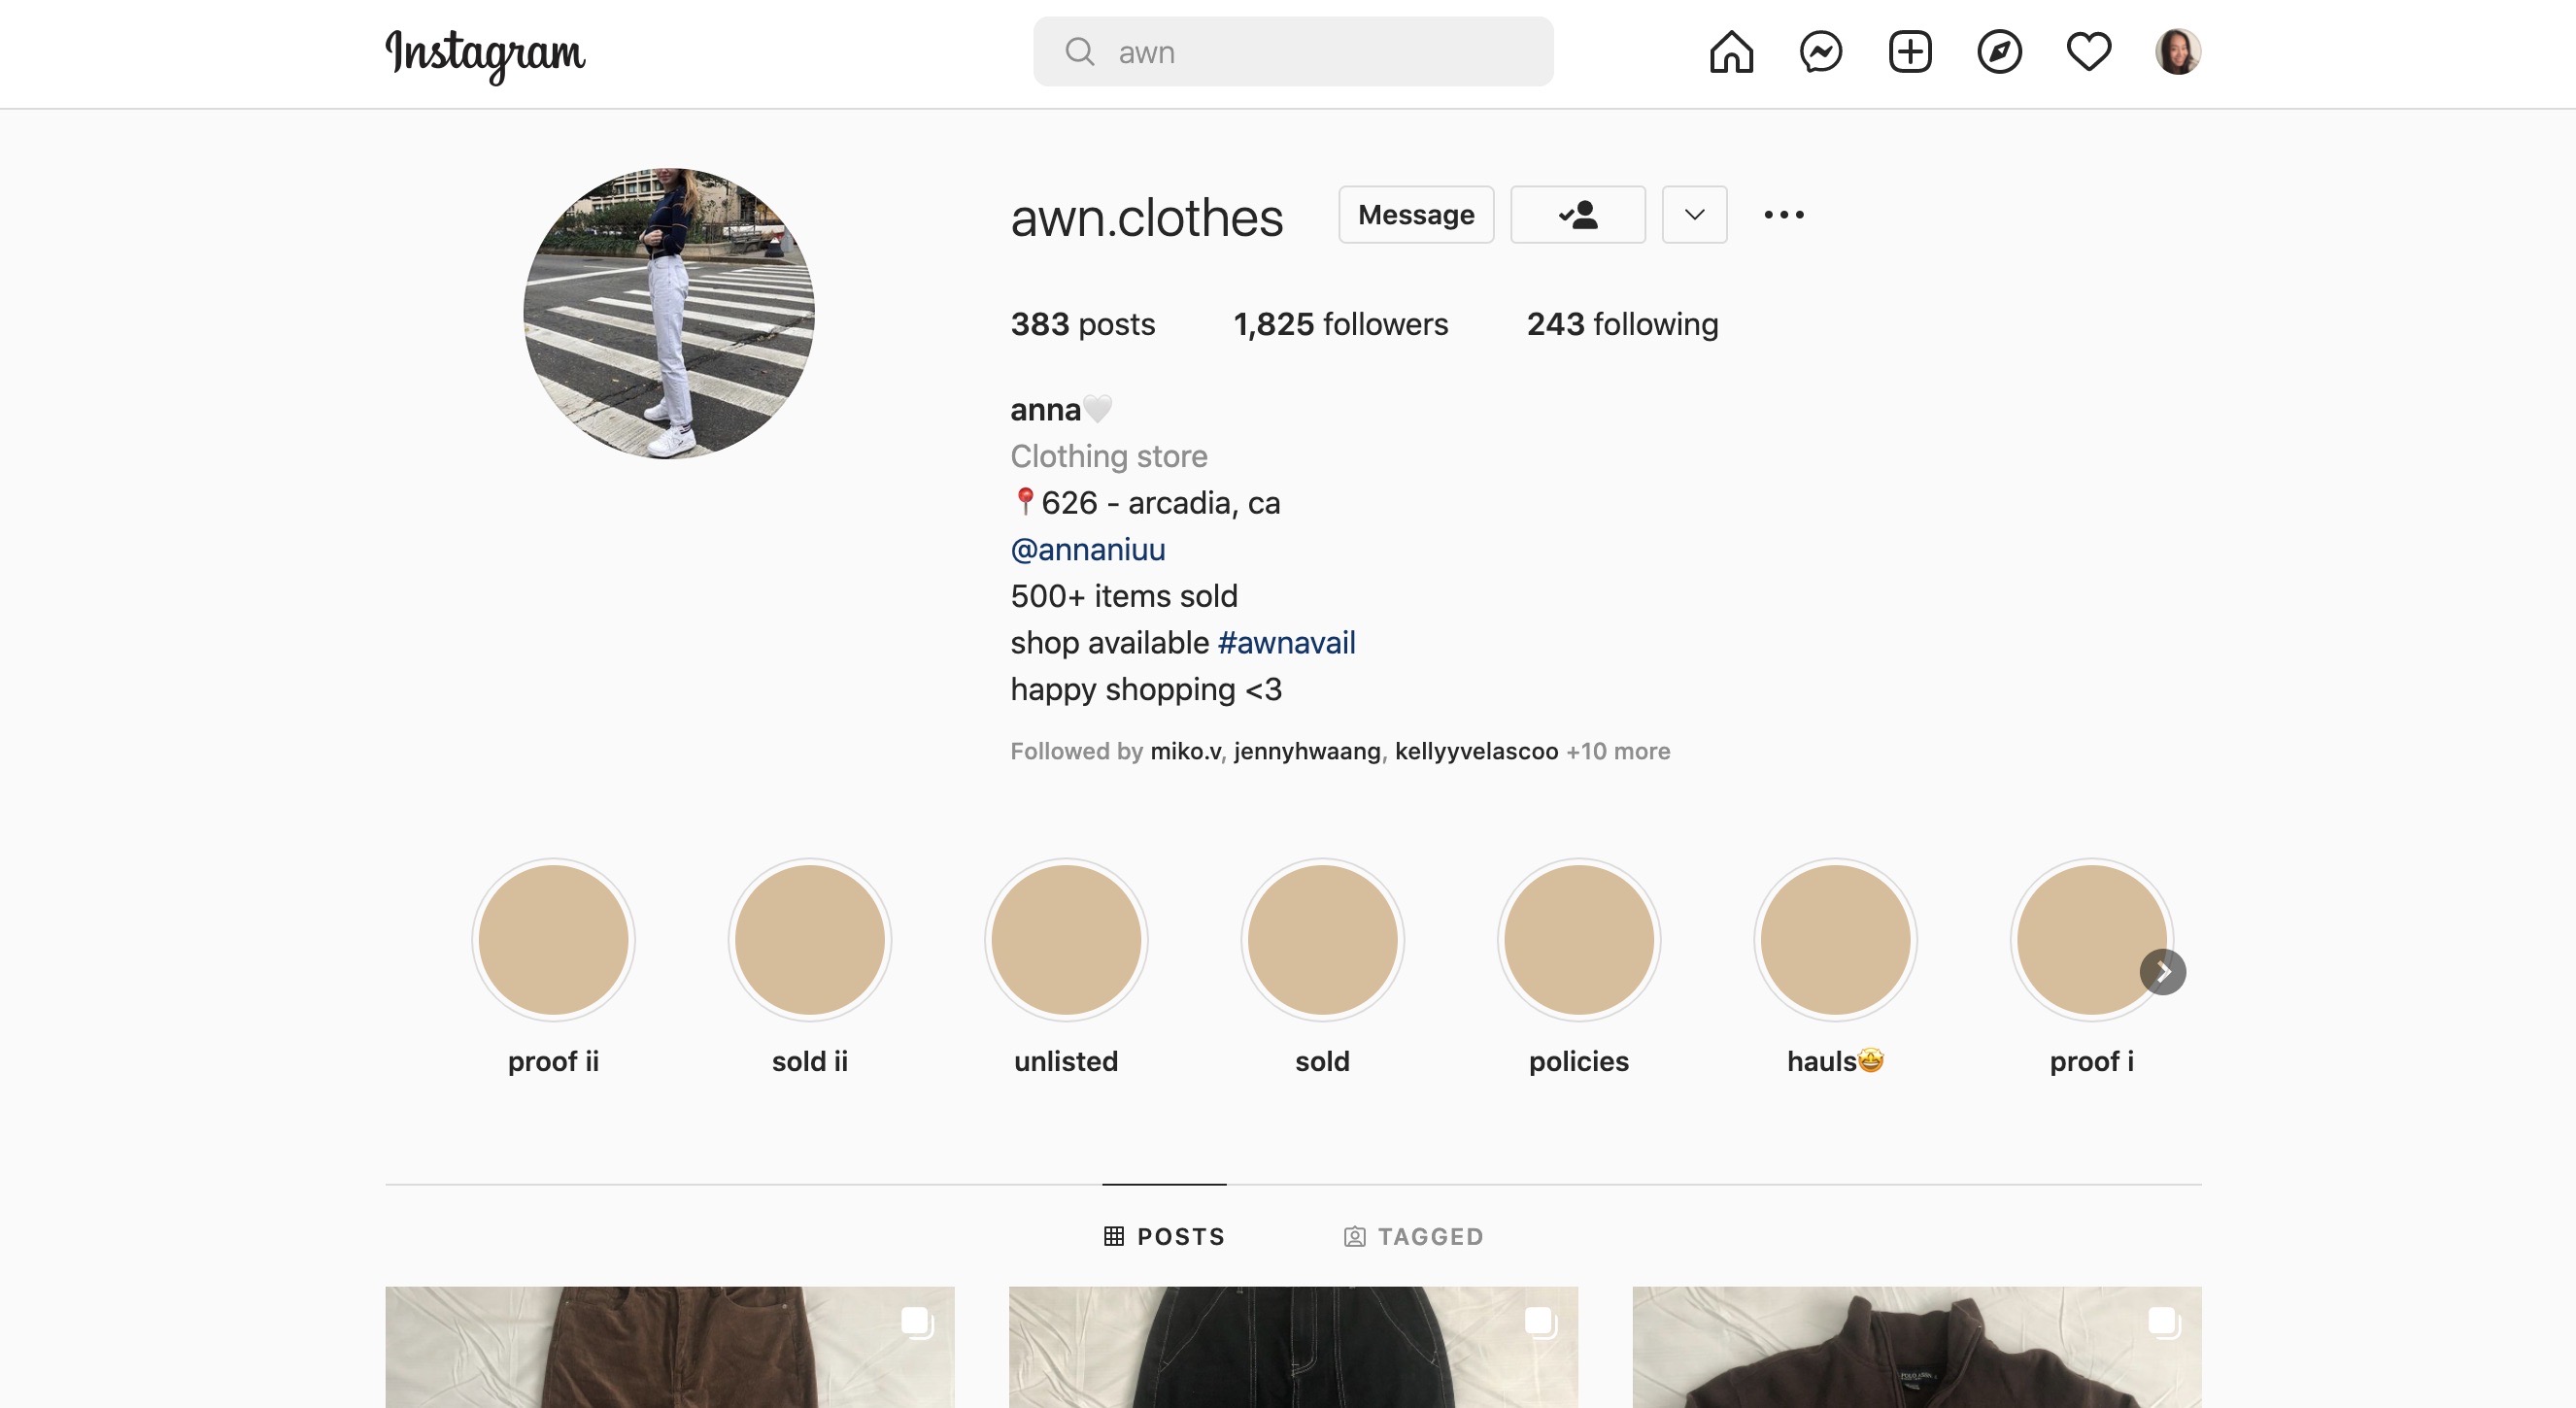 Instagram
awn
awn.clothes
Message
383 posts 1,825 followers 243 following
anna🤍
Clothing store
📍626 - arcadia, ca
@annaniuu
500+ items sold
shop available #awnavail
happy shopping <3
Followed by miko.v, jennyhwaang, kellyyvelascoo +10 more
proof ii sold ii unlisted sold policies hauls🤩 proof i
POSTS TAGGED